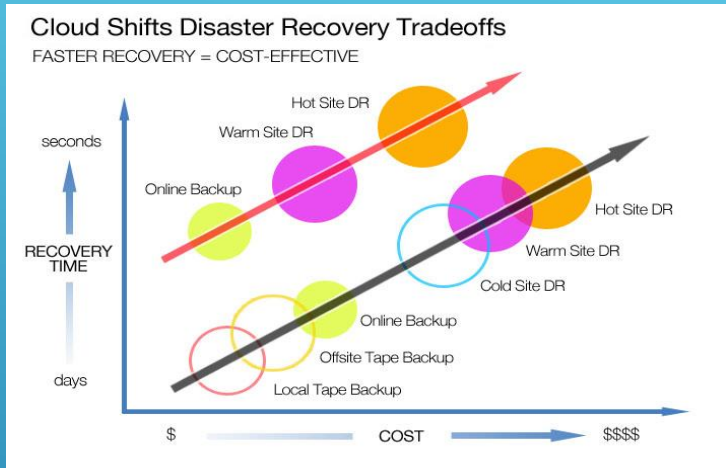 Cloud Shifts Disaster Recovery Tradeoffs
FASTER RECOVERY = COST-EFFECTIVE
Hot Site DR
seconds
Warm Site DR
Online Backup
Hot Site DR
RECOVERY
TIME
Warm Site DR
Cold Site DR
Online Backup
Offsite Tape Backup
days
Local Tape Backup
$
COST
$$$$